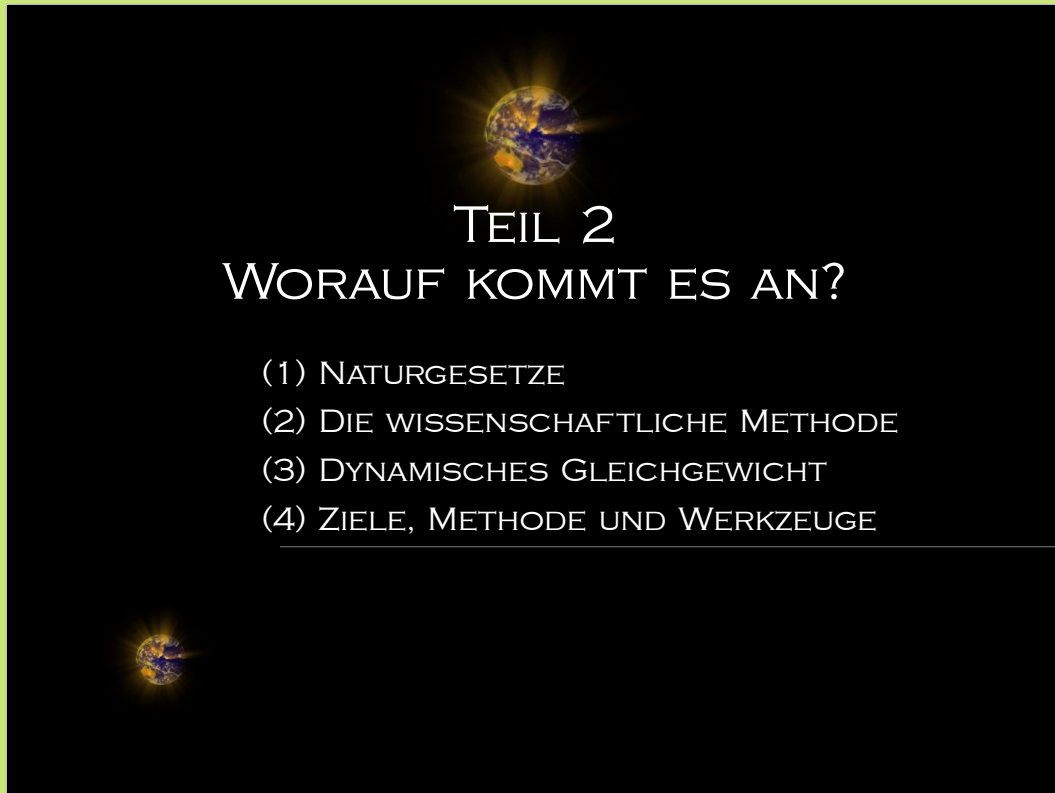 Teil 2
Worauf kommt es an?
(1) Naturgesetze
(2) Die wissenschaftliche Methode
(3) Dynamisches Gleichgewicht
(4) Ziele, Methode und Werkzeuge